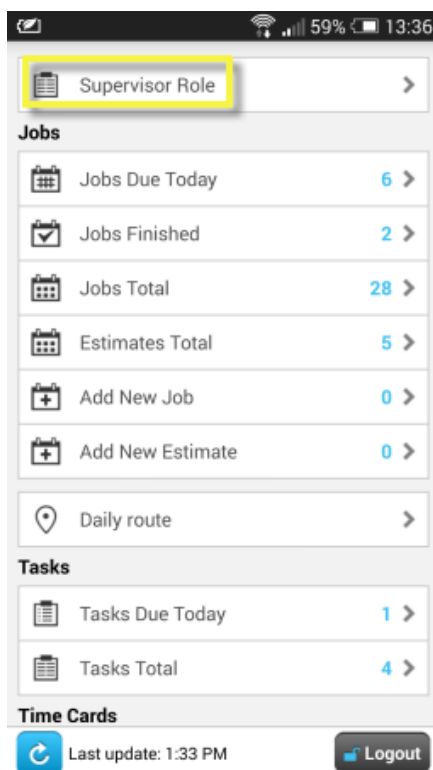 59% 13:36
Supervisor Role
Jobs
Jobs Due Today 6
Jobs Finished 2
Jobs Total 28
Estimates Total 5
Add New Job 0
Add New Estimate 0
Daily route
Tasks
Tasks Due Today 1
Tasks Total 4
Time Cards
Last update: 1:33 PM Logout